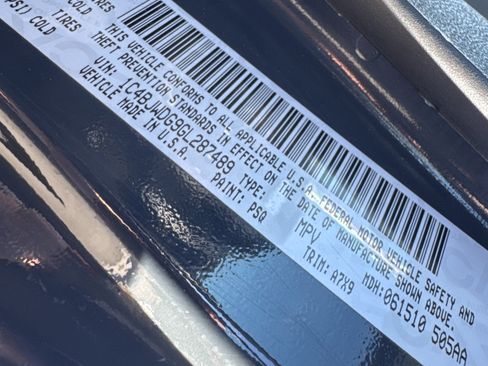 PSI COLD TIRES
COLD
THIS VEHICLE CONFORMS TO ALL APPLICABLE U.S.A. FEDERAL MOTOR VEHICLE SAFETY AND
THEFT PREVENTION STANDARDS IN EFFECT ON THE DATE OF MANUFACTURE SHOWN ABOVE.
VIN: 1C4BJWDG9GL287489 TYPE: MPV MDH: 061510 505AA
VEHICLE MADE IN U.S.A. PAINT: PSQ TRIM: A7X9